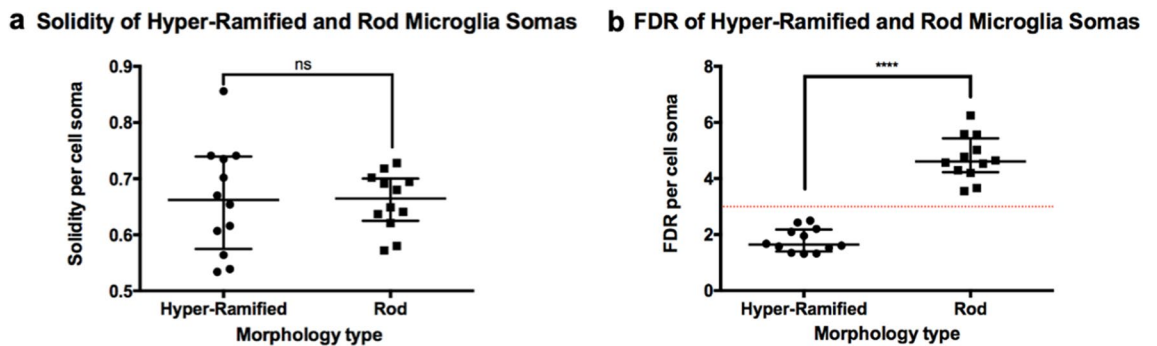 a Solidity of Hyper-Ramified and Rod Microglia Somas
ns
Solidity per cell soma
0.9
0.8
0.7
0.6
0.5
Hyper-Ramified Rod
Morphology type
b FDR of Hyper-Ramified and Rod Microglia Somas
****
FDR per cell soma
8
6
4
2
0
Hyper-Ramified Rod
Morphology type